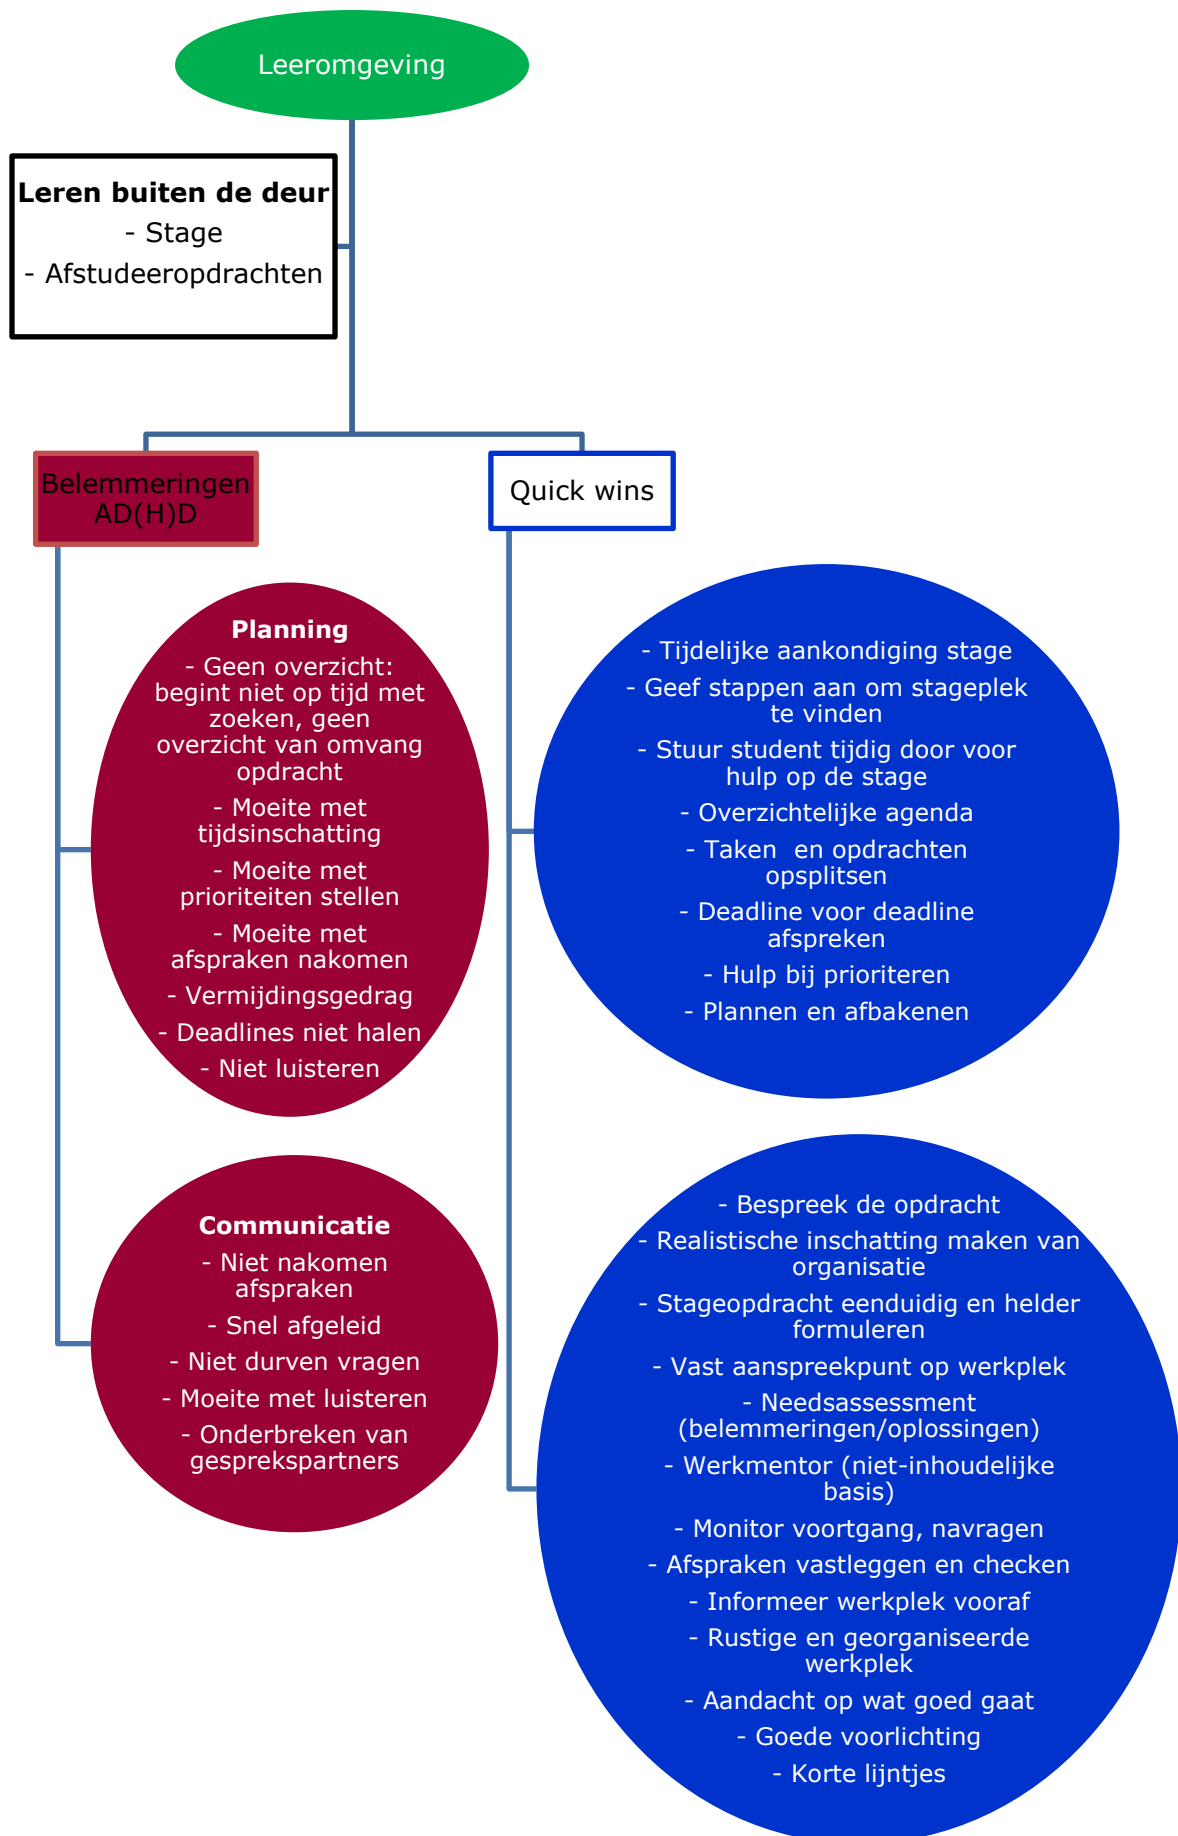 Leeromgeving
Leren buiten de deur
- Stage
- Afstudeeropdrachten
Belemmeringen
AD(H)D
Quick wins
Planning
- Geen overzicht:
begint niet op tijd met
zoeken, geen
overzicht van omvang
opdracht
- Moeite met
tijdsinschatting
- Moeite met
prioriteiten stellen
- Moeite met
afspraken nakomen
- Vermijdingsgedrag
- Deadlines niet halen
- Niet luisteren
- Tijdelijke aankondiging stage
- Geef stappen aan om stageplek
te vinden
- Stuur student tijdig door voor
hulp op de stage
- Overzichtelijke agenda
- Taken  en opdrachten
opsplitsen
- Deadline voor deadline
afspreken
- Hulp bij prioriteren
- Plannen en afbakenen
Communicatie
- Niet nakomen
afspraken
- Snel afgeleid
- Niet durven vragen
- Moeite met luisteren
- Onderbreken van
gesprekspartners
- Bespreek de opdracht
- Realistische inschatting maken van
organisatie
- Stageopdracht eenduidig en helder
formuleren
- Vast aanspreekpunt op werkplek
- Needsassessment
(belemmeringen/oplossingen)
- Werkmentor (niet-inhoudelijke
basis)
- Monitor voortgang, navragen
- Afspraken vastleggen en checken
- Informeer werkplek vooraf
- Rustige en georganiseerde
werkplek
- Aandacht op wat goed gaat
- Goede voorlichting
- Korte lijntjes